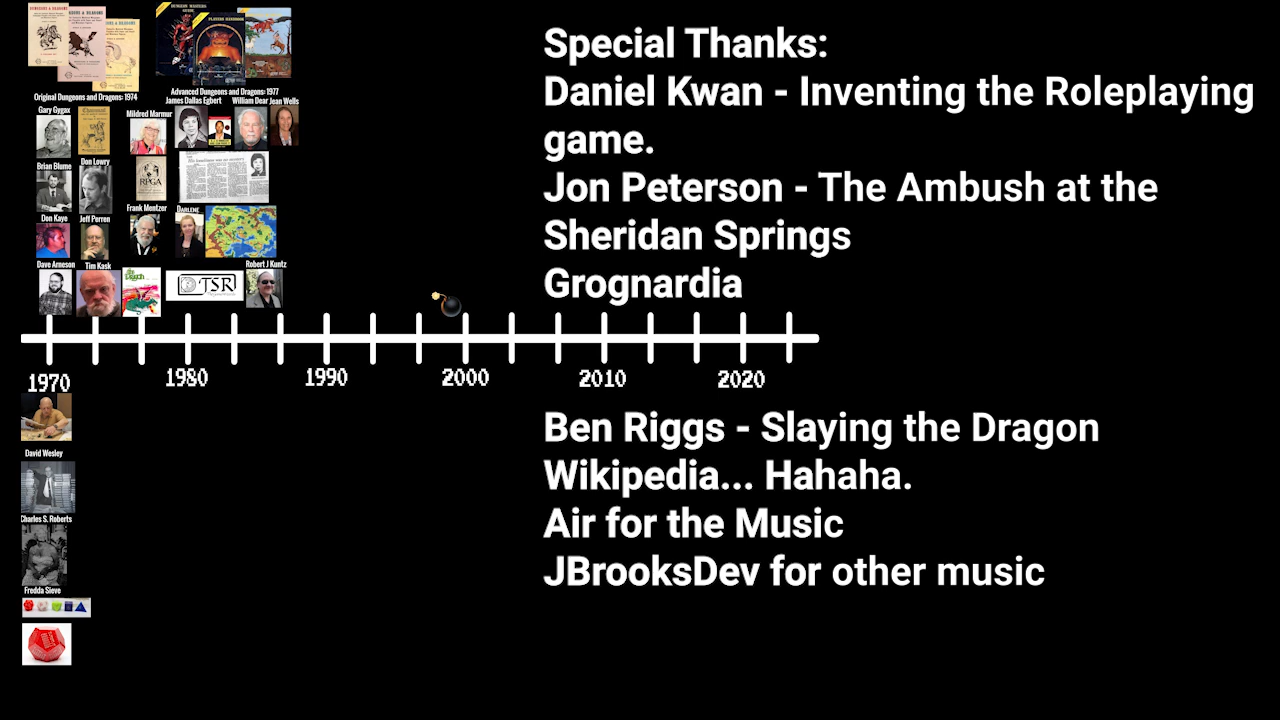 Special Thanks:
Daniel Kwan - Inventing the Roleplaying
game.
Jon Peterson - The Ambush at the
Sheridan Springs
Grognardia
Original Dungeons and Dragons: 1974
Advanced Dungeons and Dragons: 1977
Gary Gygax
Mildred Marmur
James Dallas Egbert
William Dear
Jean Wells
Brian Blume
Don Lowry
RPGA
Don Kaye
Jeff Perren
Frank Mentzer
DARLENE
Dave Arneson
Tim Kask
Robert J Kuntz
TSR
1970
1980
1990
2000
2010
2020
David Wesley
Charles S. Roberts
Fredda Sieve
Ben Riggs - Slaying the Dragon
Wikipedia... Hahaha.
Air for the Music
JBrooksDev for other music